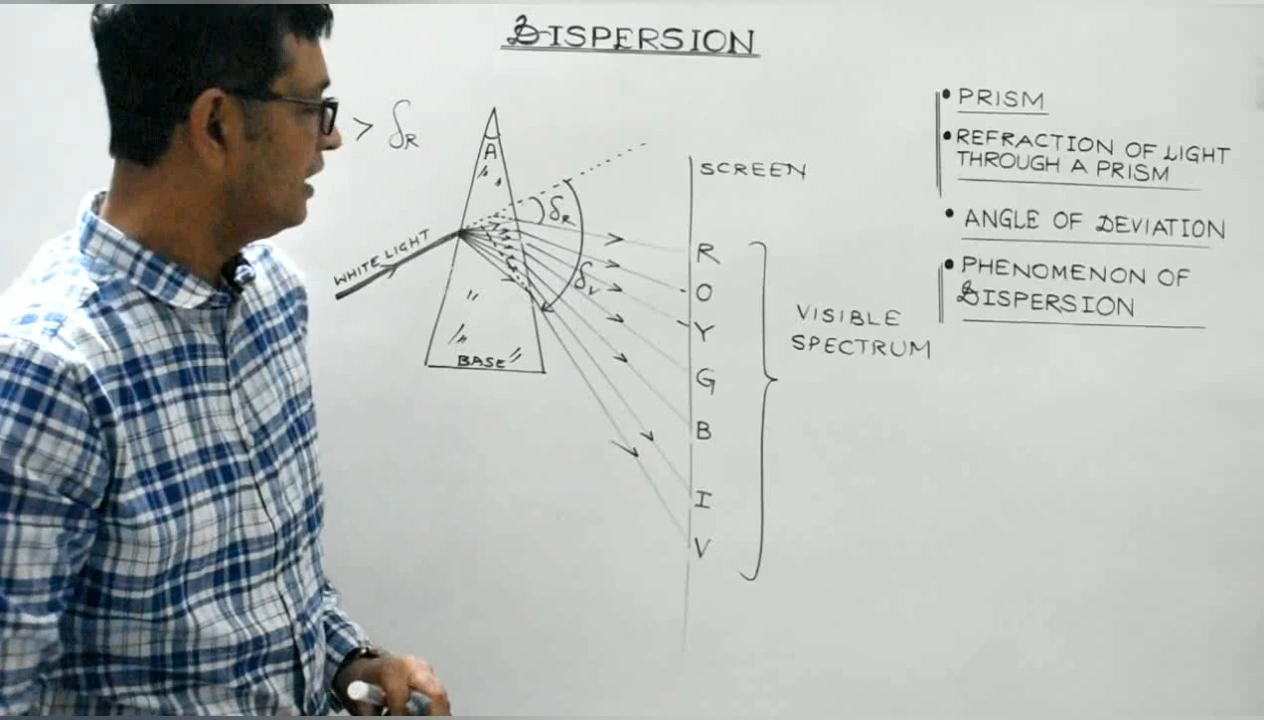 DISPERSION
> δR
A
WHITE LIGHT
δR
δV
BASE
SCREEN
R
O
Y
G
B
I
V
VISIBLE
SPECTRUM
• PRISM
• REFRACTION OF LIGHT
THROUGH A PRISM
• ANGLE OF DEVIATION
• PHENOMENON OF
DISPERSION